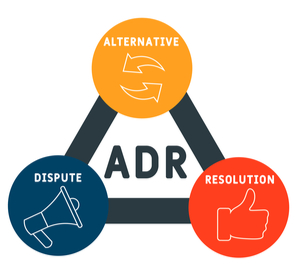 ALTERNATIVE
ADR
DISPUTE
RESOLUTION